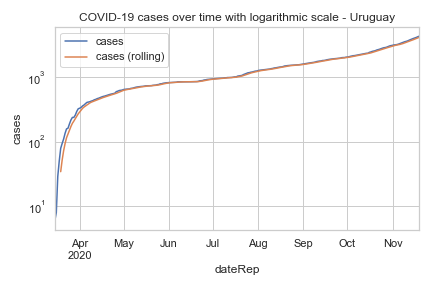 COVID-19 cases over time with logarithmic scale - Uruguay
cases
cases (rolling)
10³
10²
10¹
cases
Apr May Jun Jul Aug Sep Oct Nov
2020
dateRep